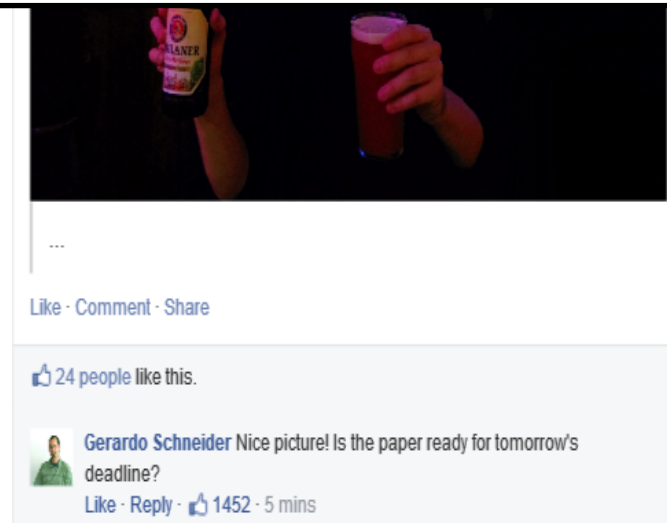 LANER
...
Like · Comment · Share
24 people like this.
Gerardo Schneider Nice picture! Is the paper ready for tomorrow's
deadline?
Like · Reply · 1452 · 5 mins